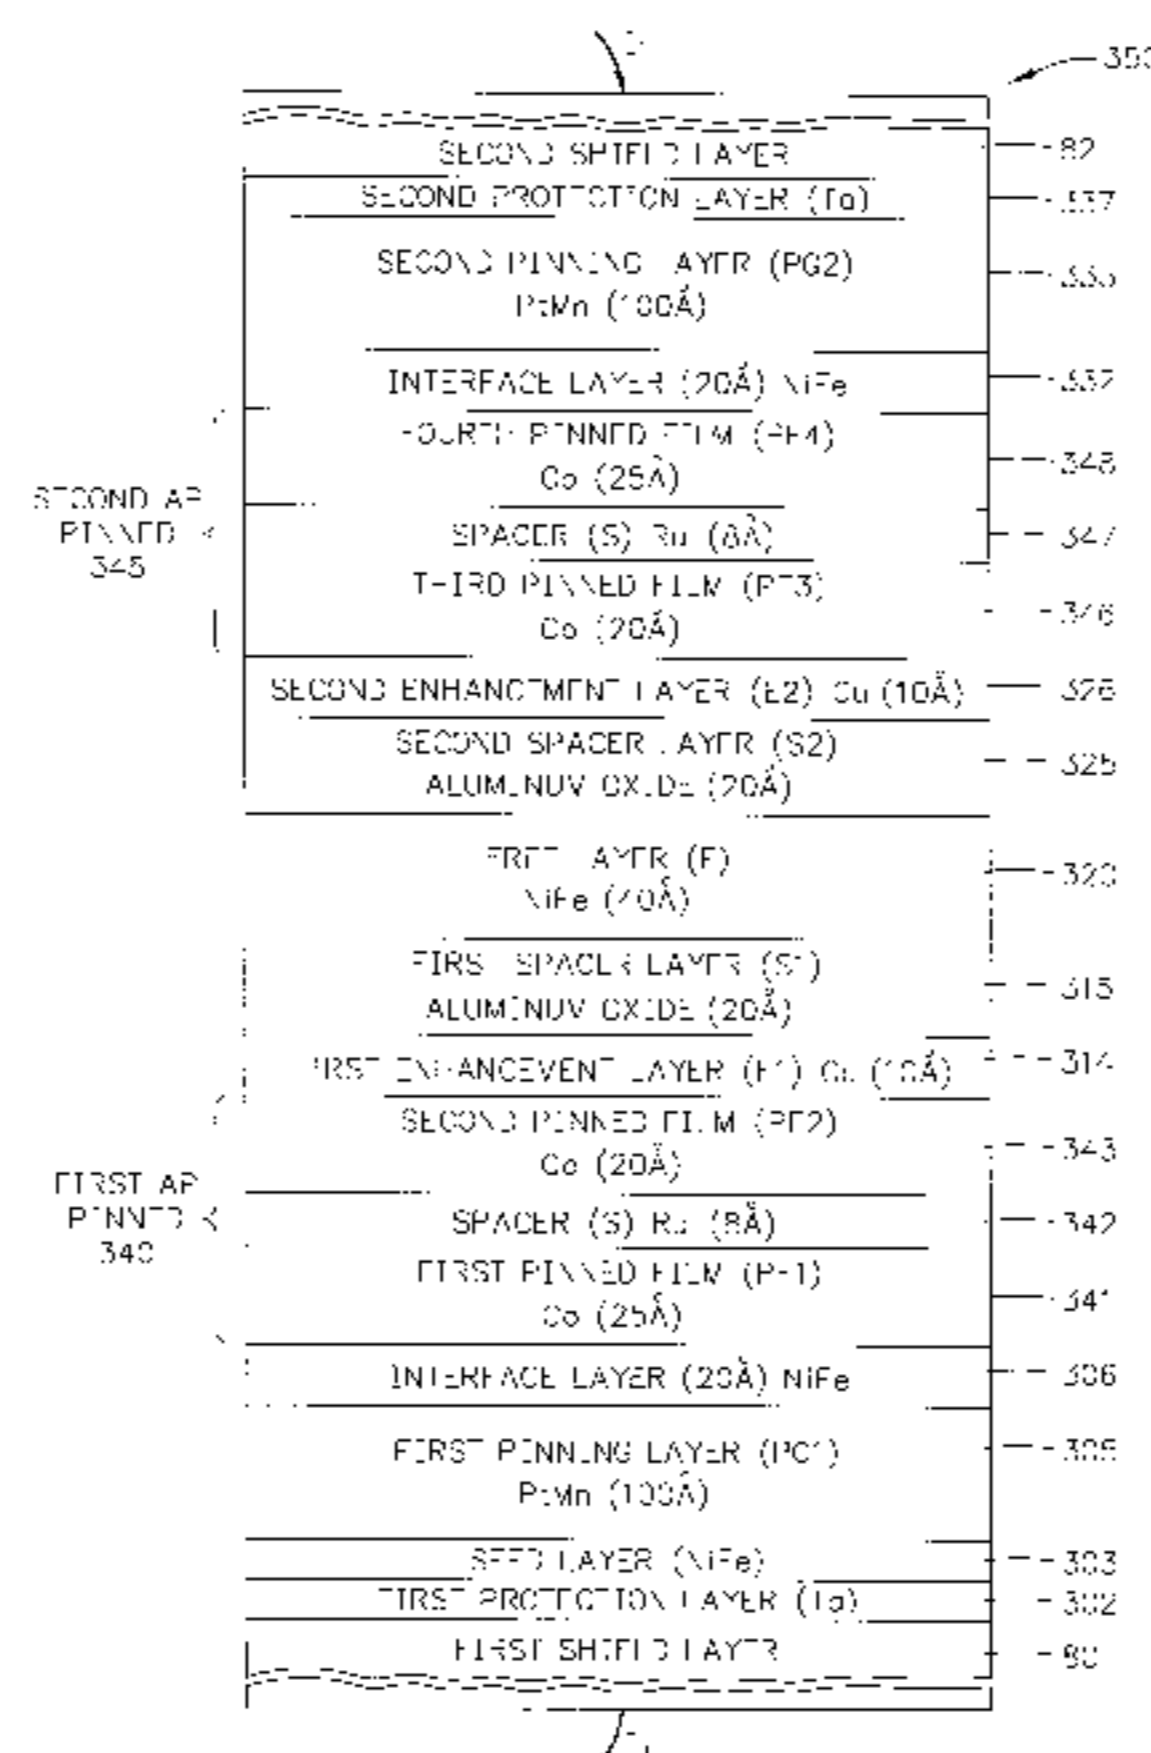 350
SECOND SHIELD LAYER 82
SECOND PROTECTION LAYER (Ta) 337
SECOND PINNING LAYER (PG2)
PtMn (100Å) 335
INTERFACE LAYER (20Å) NiFe 332
FOURTH PINNED FILM (PF4)
Co (25Å) 348
SECOND AP
PINNED
345
SPACER (S) Ru (8Å) 347
THIRD PINNED FILM (PF3)
Co (20Å) 346
SECOND ENHANCEMENT LAYER (E2) Cu (10Å) 326
SECOND SPACER LAYER (S2)
ALUMINUM OXIDE (20Å) 325
FREE LAYER (F)
NiFe (40Å) 320
FIRST SPACER LAYER (S1)
ALUMINUM OXIDE (20Å) 315
FIRST ENHANCEMENT LAYER (E1) Cu (10Å) 314
SECOND PINNED FILM (PF2)
Co (20Å) 343
FIRST AP
PINNED
340
SPACER (S) Ru (8Å) 342
FIRST PINNED FILM (PF1)
Co (25Å) 341
INTERFACE LAYER (20Å) NiFe 306
FIRST PINNING LAYER (PG1)
PtMn (100Å) 305
SEED LAYER (NiFe) 303
FIRST PROTECTION LAYER (Ta) 302
FIRST SHIELD LAYER 80